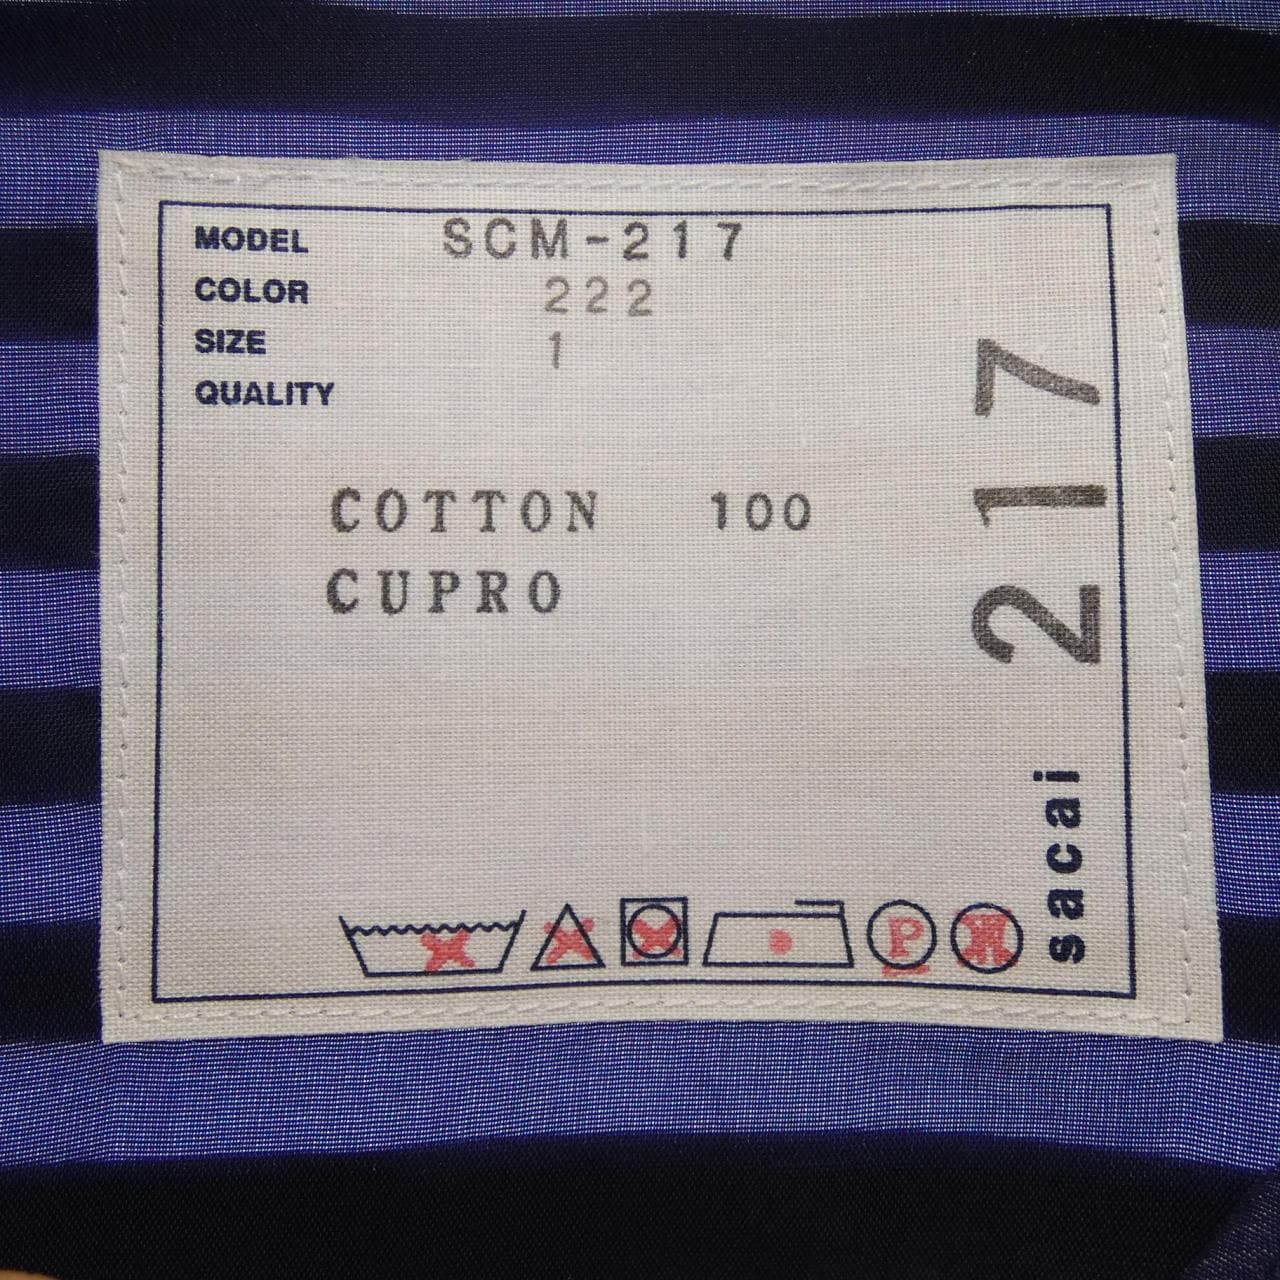 MODEL SCM-217
COLOR 222
SIZE 1
QUALITY
COTTON 100
CUPRO
217
sacai
P
W